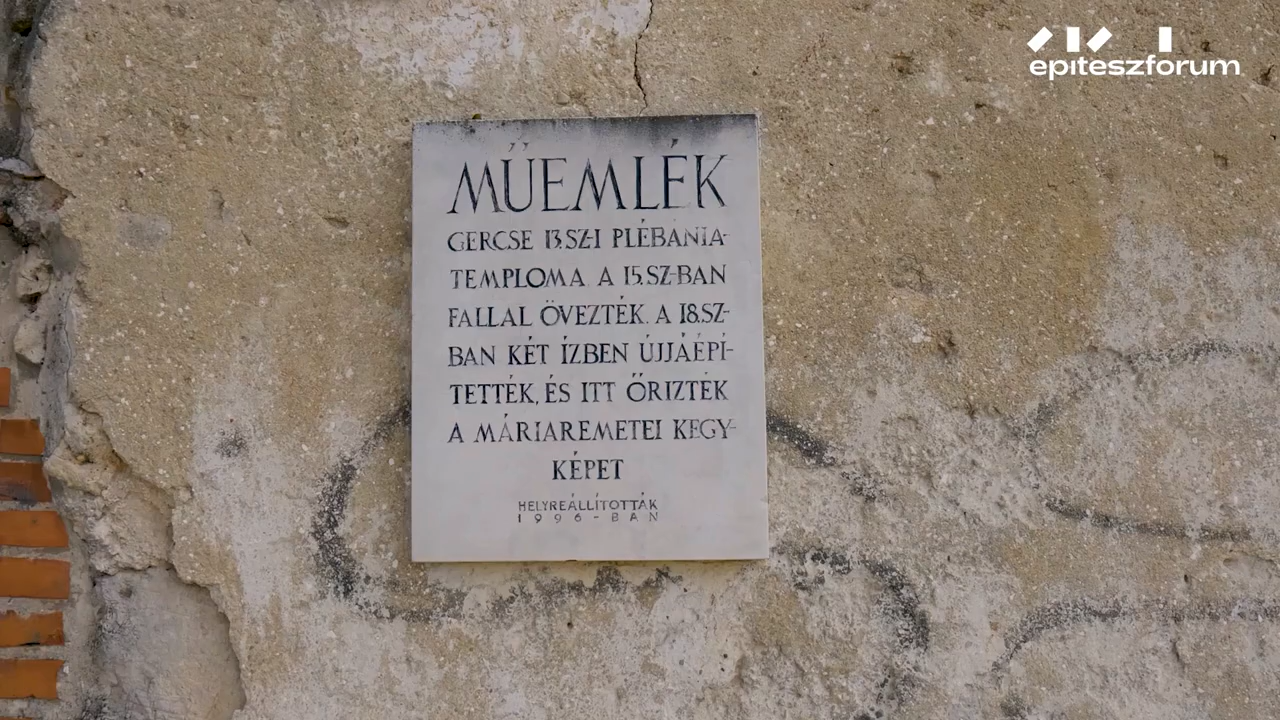 epiteszforum
MŰEMLÉK
GERCSE 13.SZ-I PLÉBÁNIA-
TEMPLOMA. A 15.SZ-BAN
FALLAL ÖVEZTÉK. A 18.SZ-
BAN KÉT ÍZBEN ÚJJÁÉPÍ-
TETTÉK, ÉS ITT ŐRIZTÉK
A MÁRIAREMETEI KEGY-
KÉPET
HELYREÁLLÍTOTTÁK
1996-BAN